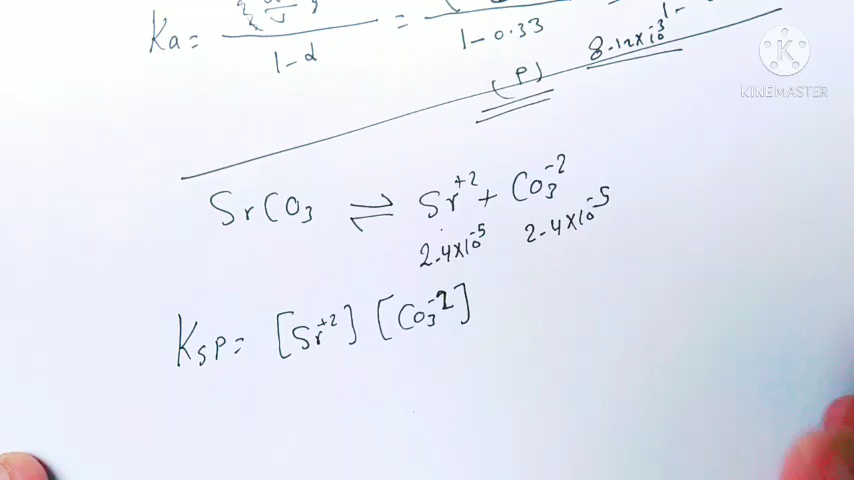 Ka = / 1-d = / 1-0.33
8.12×10^-3
(P)
K
KINEMASTER
SrCO3 ⇌ Sr^+2 + Co3^-2
2.4×10^-5 2.4×10^-5
Ksp= [Sr^+2] [Co3^-2]